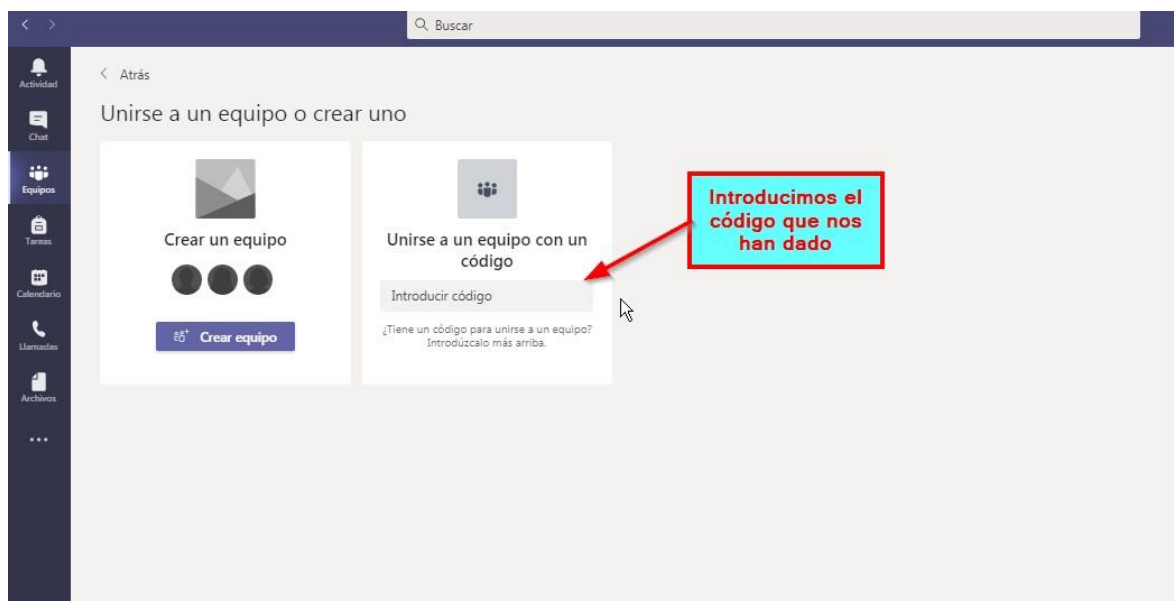 Buscar
Actividad
Chat
Equipos
Tareas
Calendario
Llamadas
Archivos
Atrás
Unirse a un equipo o crear uno
Crear un equipo
Crear equipo
Unirse a un equipo con un
código
Introducir código
¿Tiene un código para unirse a un equipo?
Introdúzcalo más arriba.
Introducimos el
código que nos
han dado